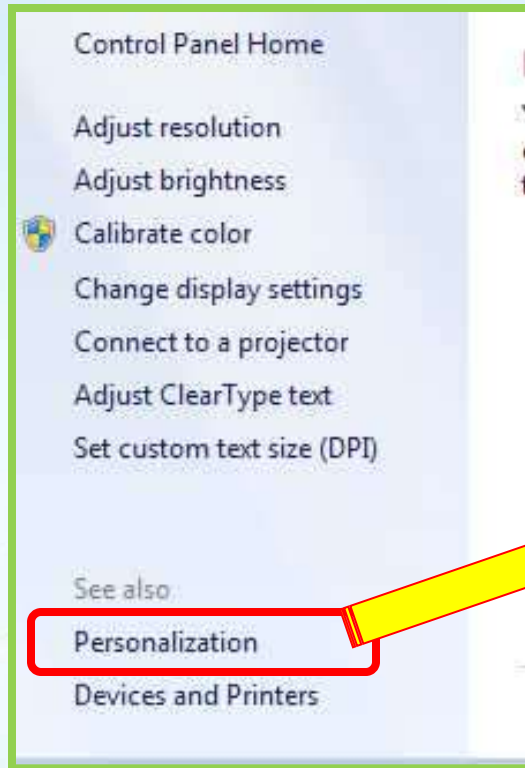 Control Panel Home
Adjust resolution
Adjust brightness
Calibrate color
Change display settings
Connect to a projector
Adjust ClearType text
Set custom text size (DPI)
See also
Personalization
Devices and Printers